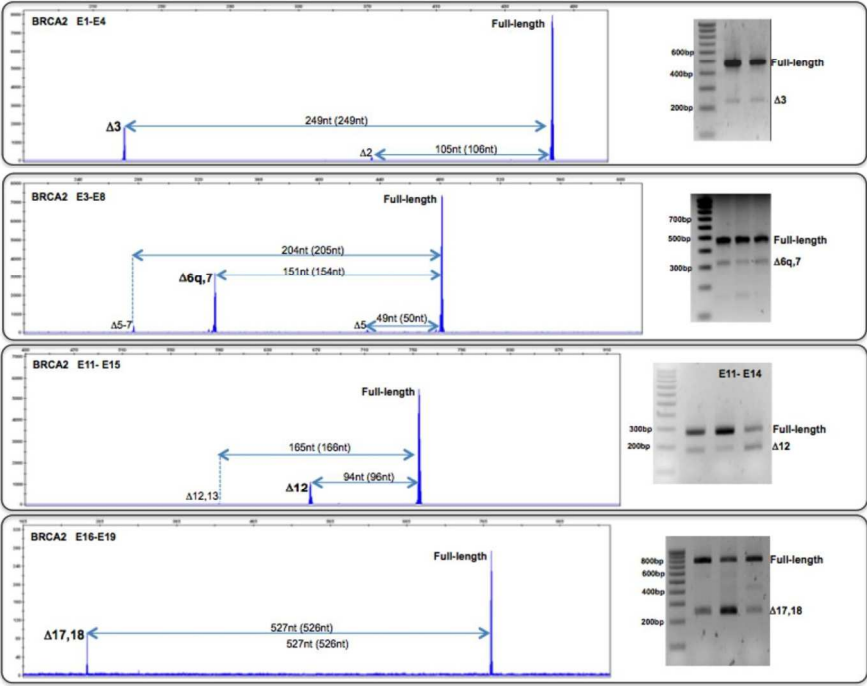 BRCA2 E1-E4
Full-length
Δ3
249nt (249nt)
Δ2
105nt (106nt)
600bp
Full-length
400bp
Δ3
200bp
BRCA2 E3-E8
Full-length
204nt (205nt)
Δ6q,7
151nt (154nt)
Δ5-7
Δ5
49nt (50nt)
700bp
500bp
Full-length
Δ6q,7
300bp
BRCA2 E11- E15
Full-length
165nt (166nt)
Δ12,13
Δ12
94nt (96nt)
E11- E14
300bp
Full-length
200bp
Δ12
BRCA2 E16-E19
Full-length
Δ17,18
527nt (526nt)
527nt (526nt)
800bp
Full-length
600bp
400bp
Δ17,18
200bp